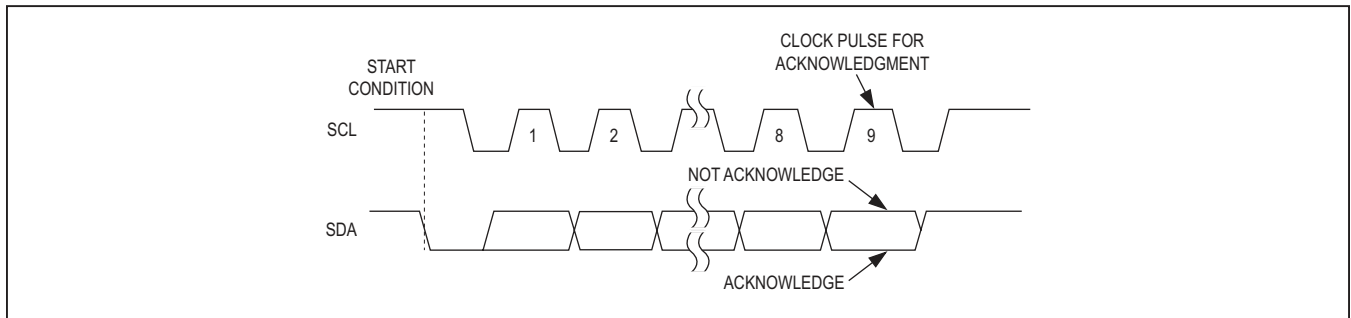 CLOCK PULSE FOR
ACKNOWLEDGMENT
START
CONDITION
SCL
1
2
8
9
NOT ACKNOWLEDGE
SDA
ACKNOWLEDGE